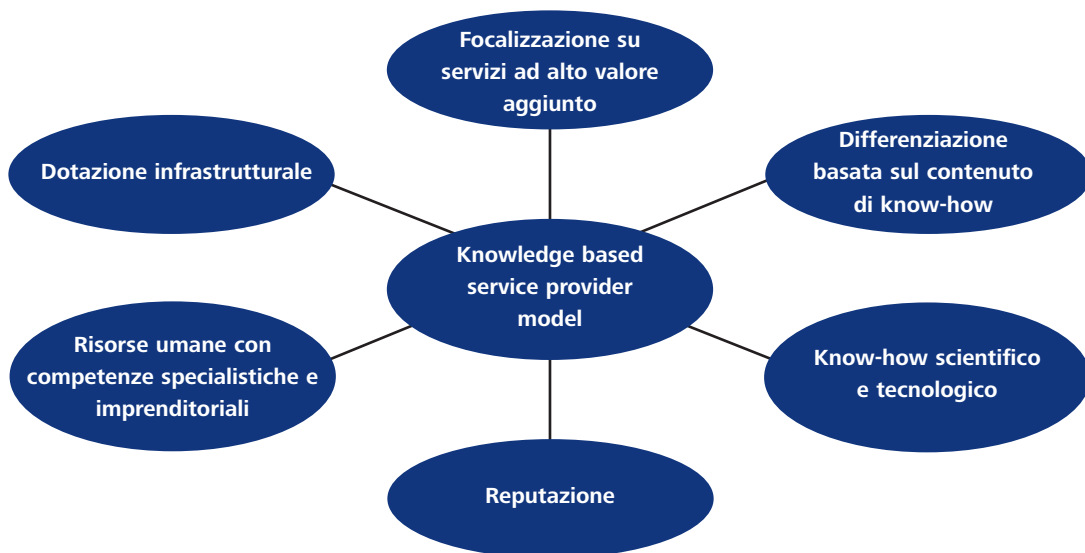 Focalizzazione su
servizi ad alto valore
aggiunto
Dotazione infrastrutturale
Differenziazione
basata sul contenuto
di know-how
Knowledge based
service provider
model
Risorse umane con
competenze specialistiche e
imprenditoriali
Know-how scientifico
e tecnologico
Reputazione